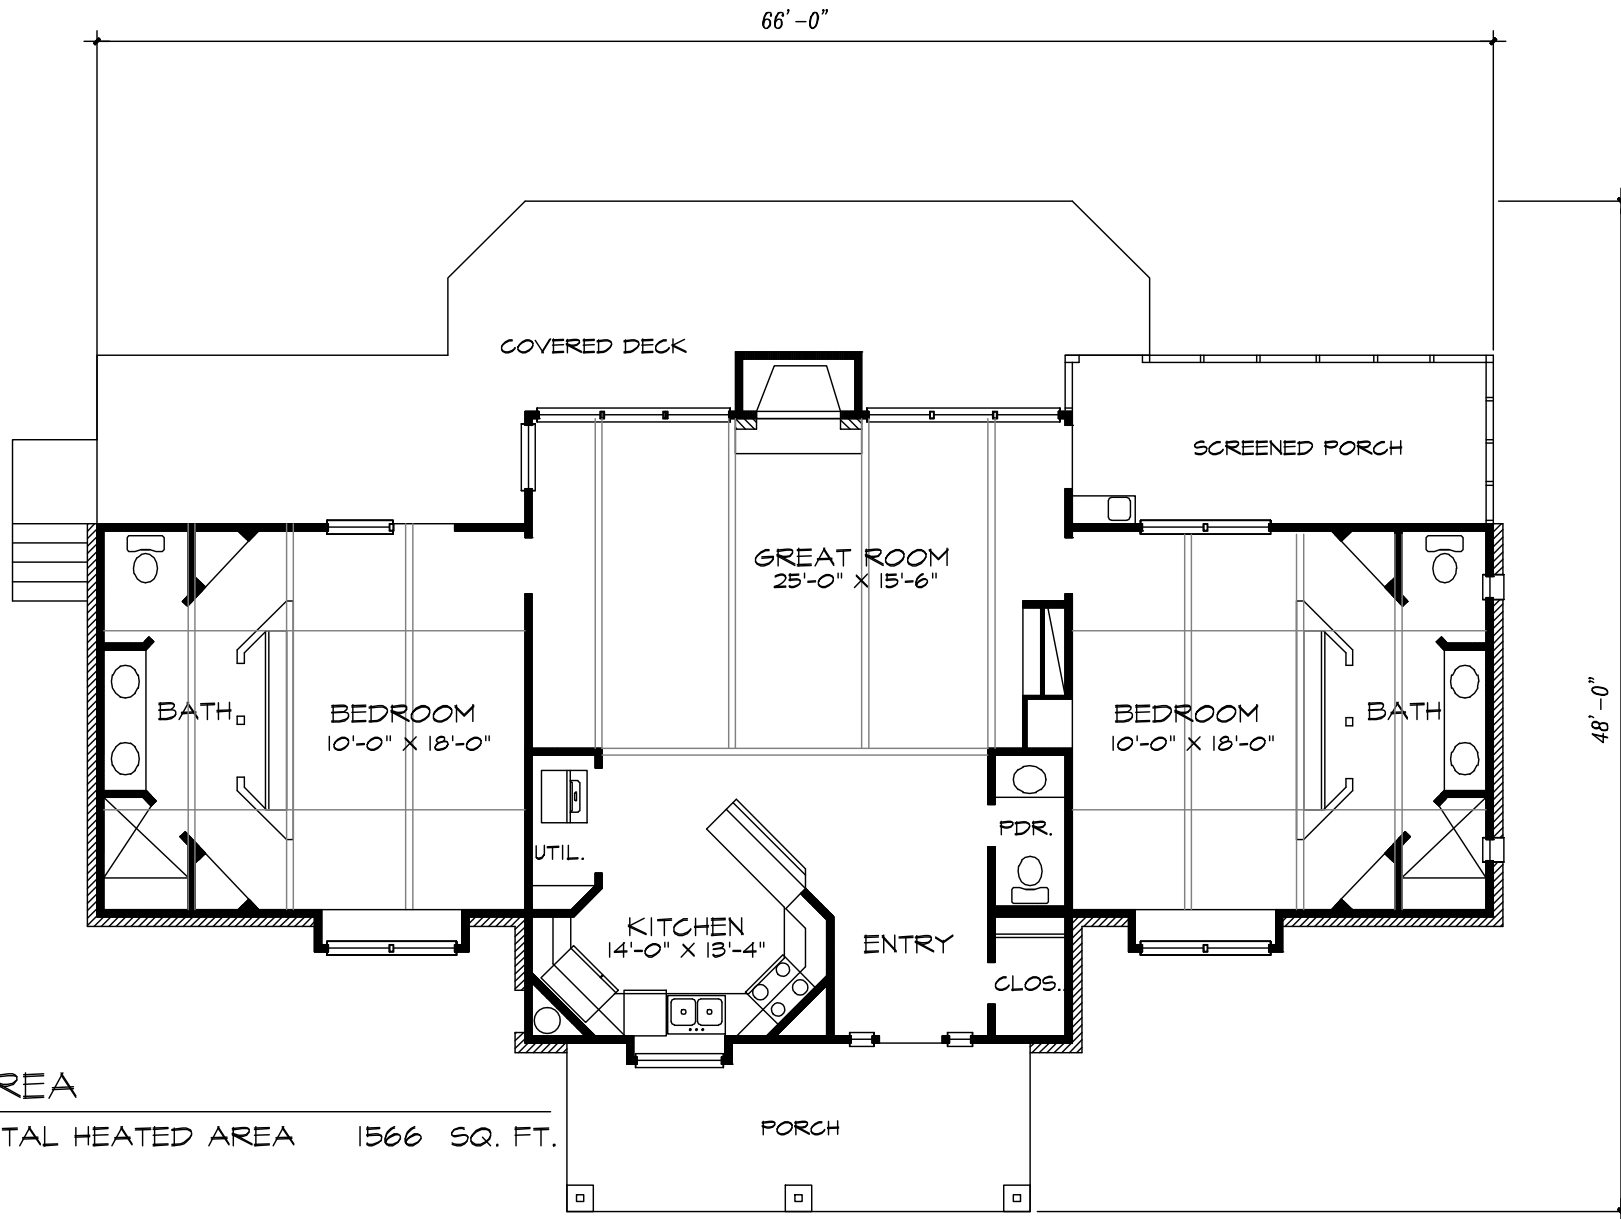 66'-0"
COVERED DECK
SCREENED PORCH
GREAT ROOM
25'-0" X 15'-6"
BATH
BEDROOM
10'-0" X 18'-0"
BEDROOM
10'-0" X 18'-0"
BATH
48'-0"
UTIL.
PDR.
KITCHEN
14'-0" X 13'-4"
ENTRY
CLOS.
REA
TAL HEATED AREA 1566 SQ. FT.
PORCH